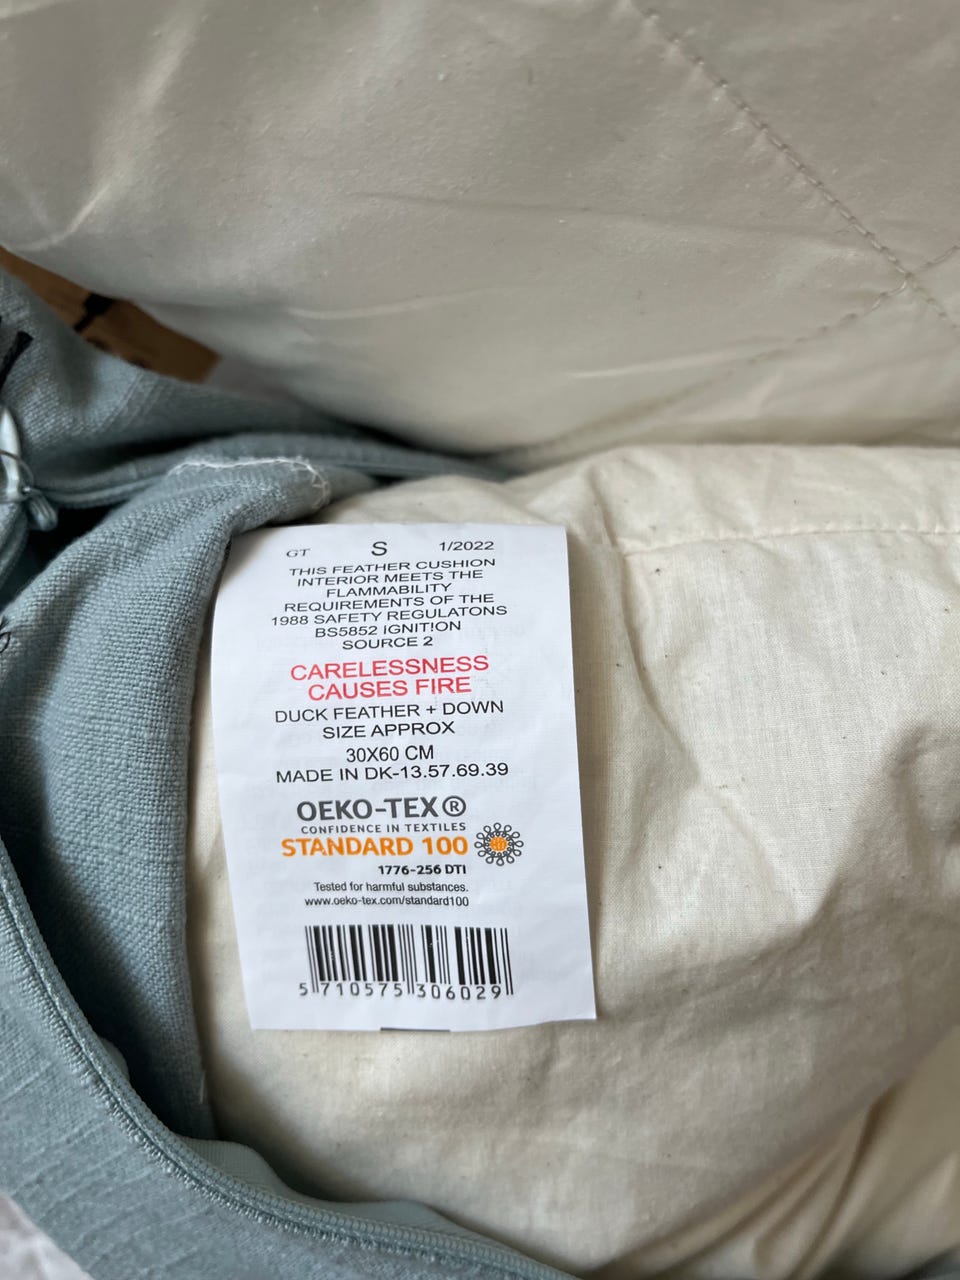 GT S 1/2022
THIS FEATHER CUSHION
INTERIOR MEETS THE
FLAMMABILITY
REQUIREMENTS OF THE
1988 SAFETY REGULATONS
BS5852 IGNITION
SOURCE 2
CARELESSNESS
CAUSES FIRE
DUCK FEATHER + DOWN
SIZE APPROX
30X60 CM
MADE IN DK-13.57.69.39
OEKO-TEX®
CONFIDENCE IN TEXTILES
STANDARD 100
1776-256 DTI
Tested for harmful substances.
www.oeko-tex.com/standard100
5 710575 306029